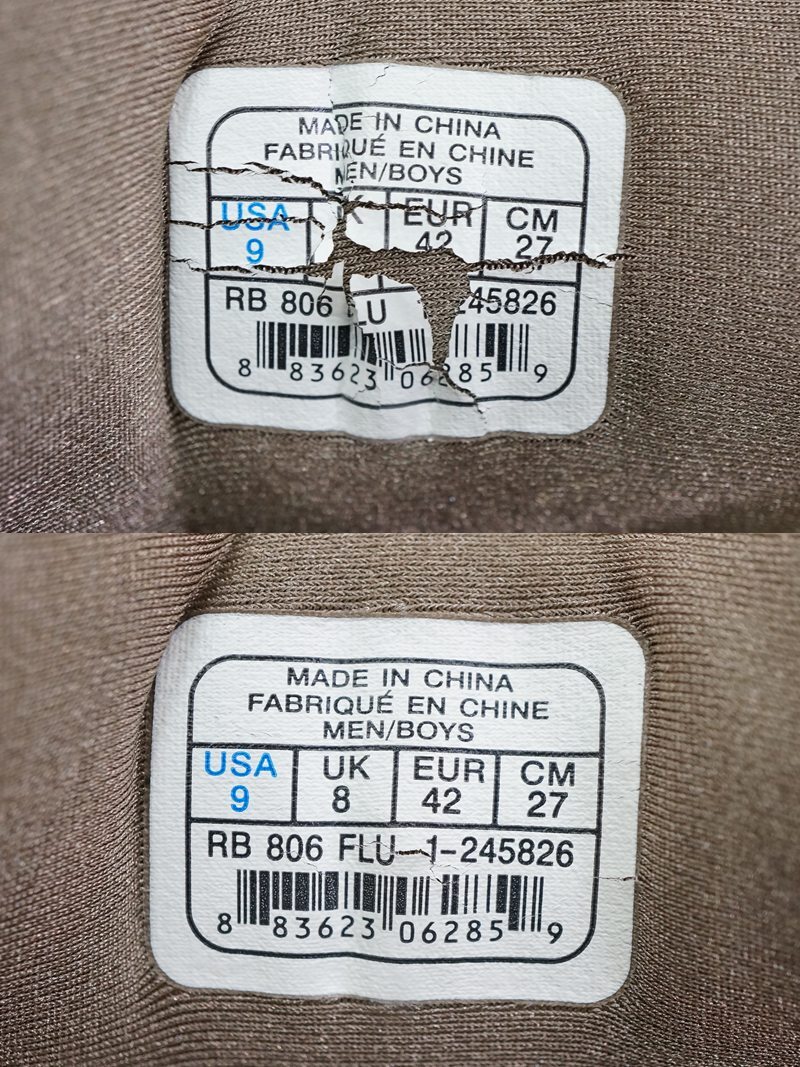 MADE IN CHINA
FABRIQUÉ EN CHINE
MEN/BOYS
USA EUR CM
9 42 27
RB 806 LU 245826
8 83623 06285 9
MADE IN CHINA
FABRIQUÉ EN CHINE
MEN/BOYS
USA UK EUR CM
9 8 42 27
RB 806 FLU-1-245826
8 83623 06285 9